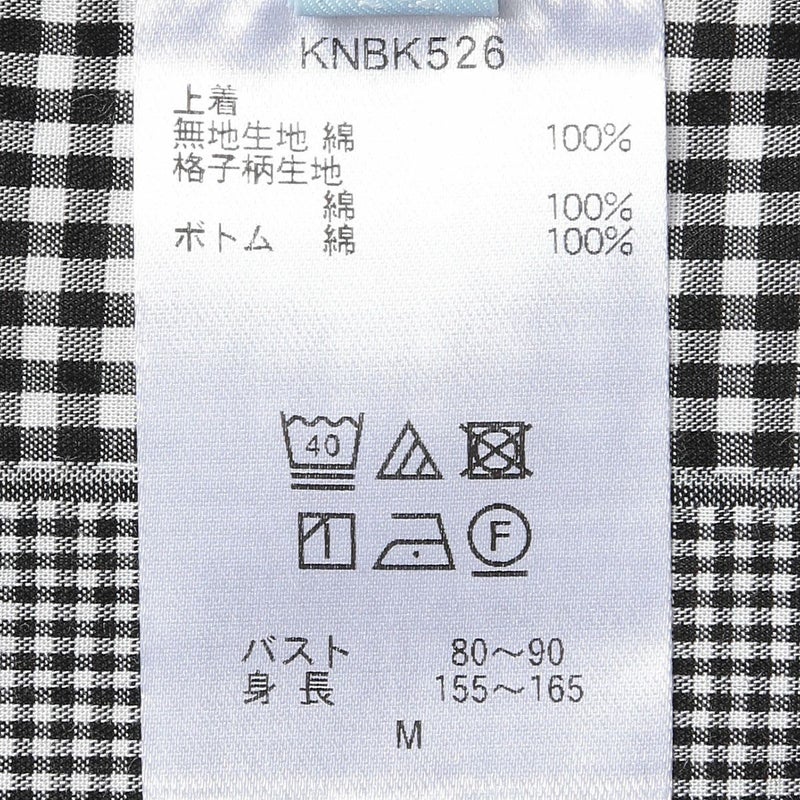 KNBK526
上着
無地生地 綿 100%
格子柄生地
綿 100%
ボトム 綿 100%
40
F
バスト 80～90
身 長 155～165
M